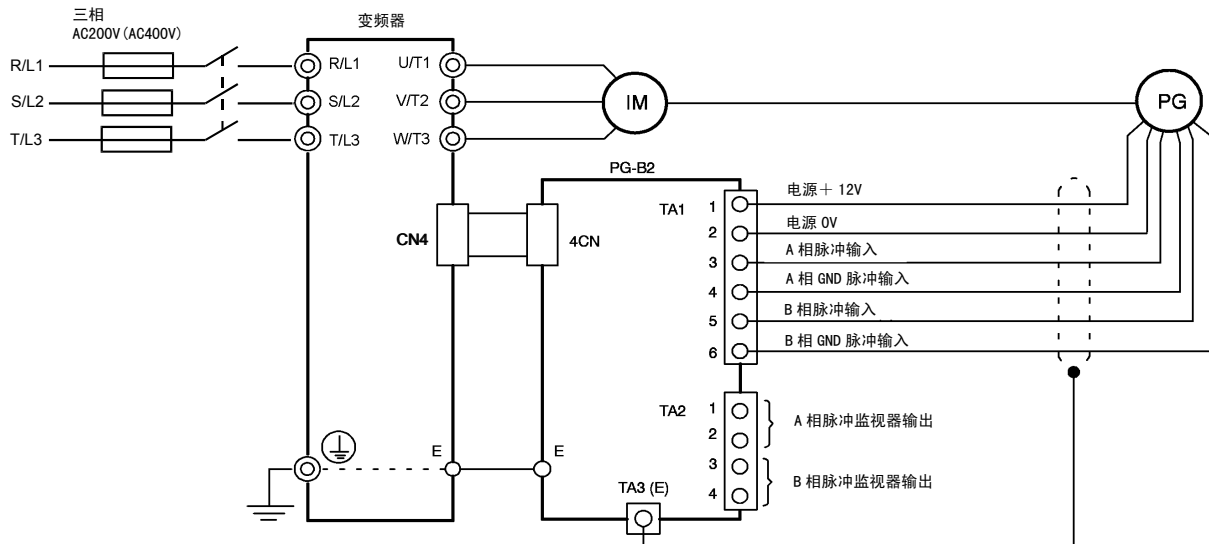 三相
AC200V(AC400V)
变频器
R/L1
R/L1
U/T1
S/L2
S/L2
V/T2
IM
PG
T/L3
T/L3
W/T3
PG-B2
TA1
1
电源＋ 12V
2
电源 0V
CN4
4CN
3
A 相脉冲输入
4
A 相 GND 脉冲输入
5
B 相脉冲输入
6
B 相 GND 脉冲输入
TA2
1
2
A 相脉冲监视器输出
E
E
3
4
B 相脉冲监视器输出
TA3 (E)